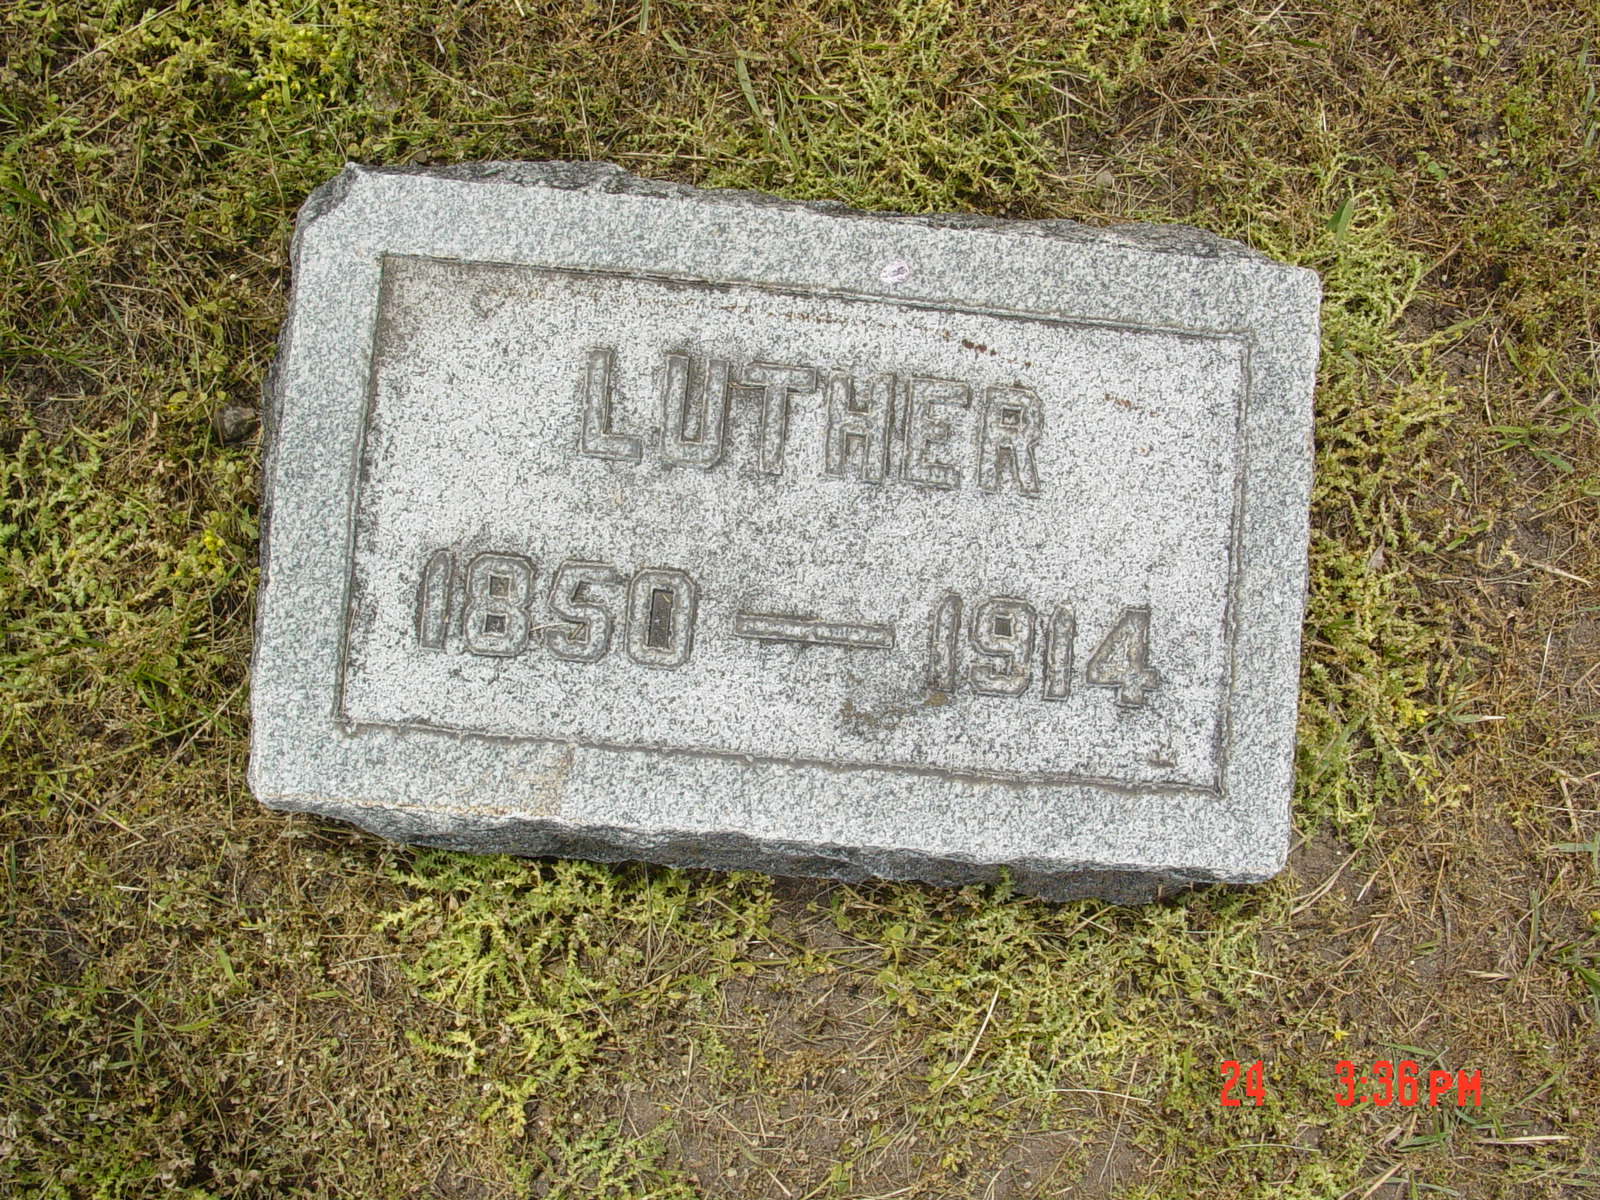 LUTHER
1850 — 1914
24 3:36 PM